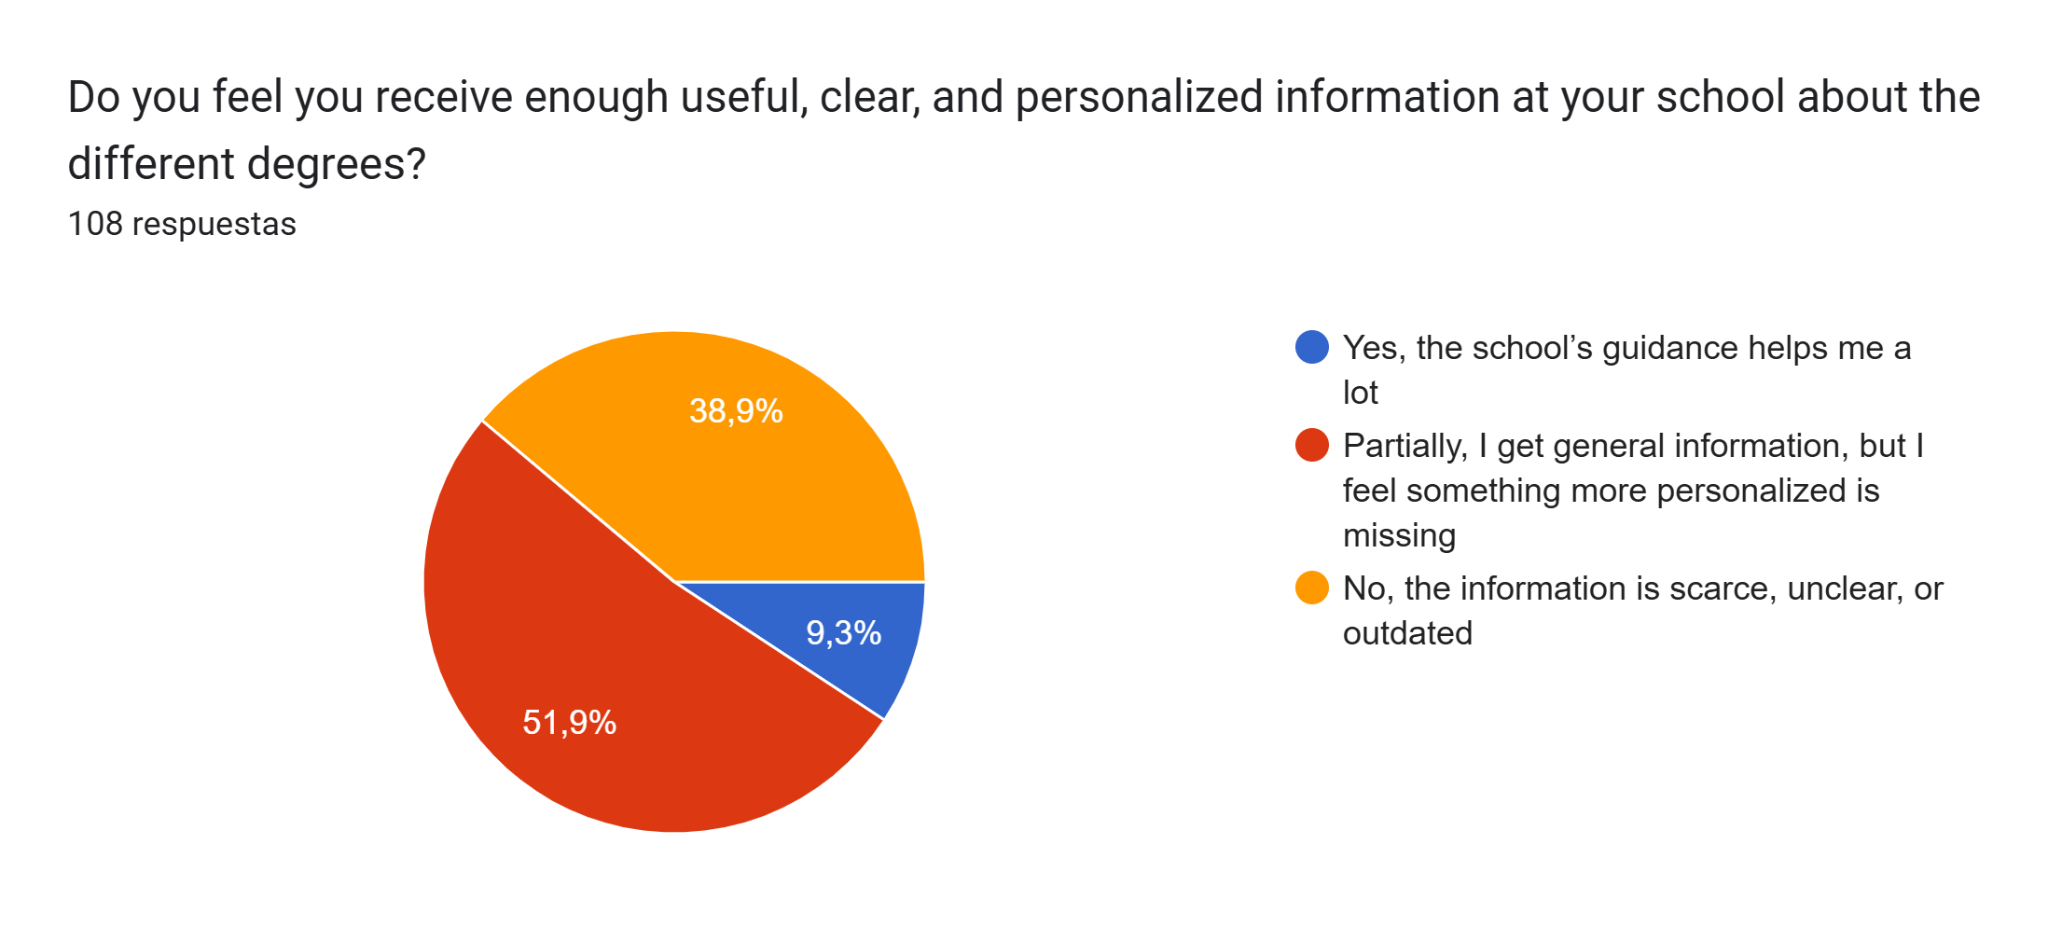 Do you feel you receive enough useful, clear, and personalized information at your school about the
different degrees?
108 respuestas
38,9%
9,3%
51,9%
Yes, the school’s guidance helps me a
lot
Partially, I get general information, but I
feel something more personalized is
missing
No, the information is scarce, unclear, or
outdated